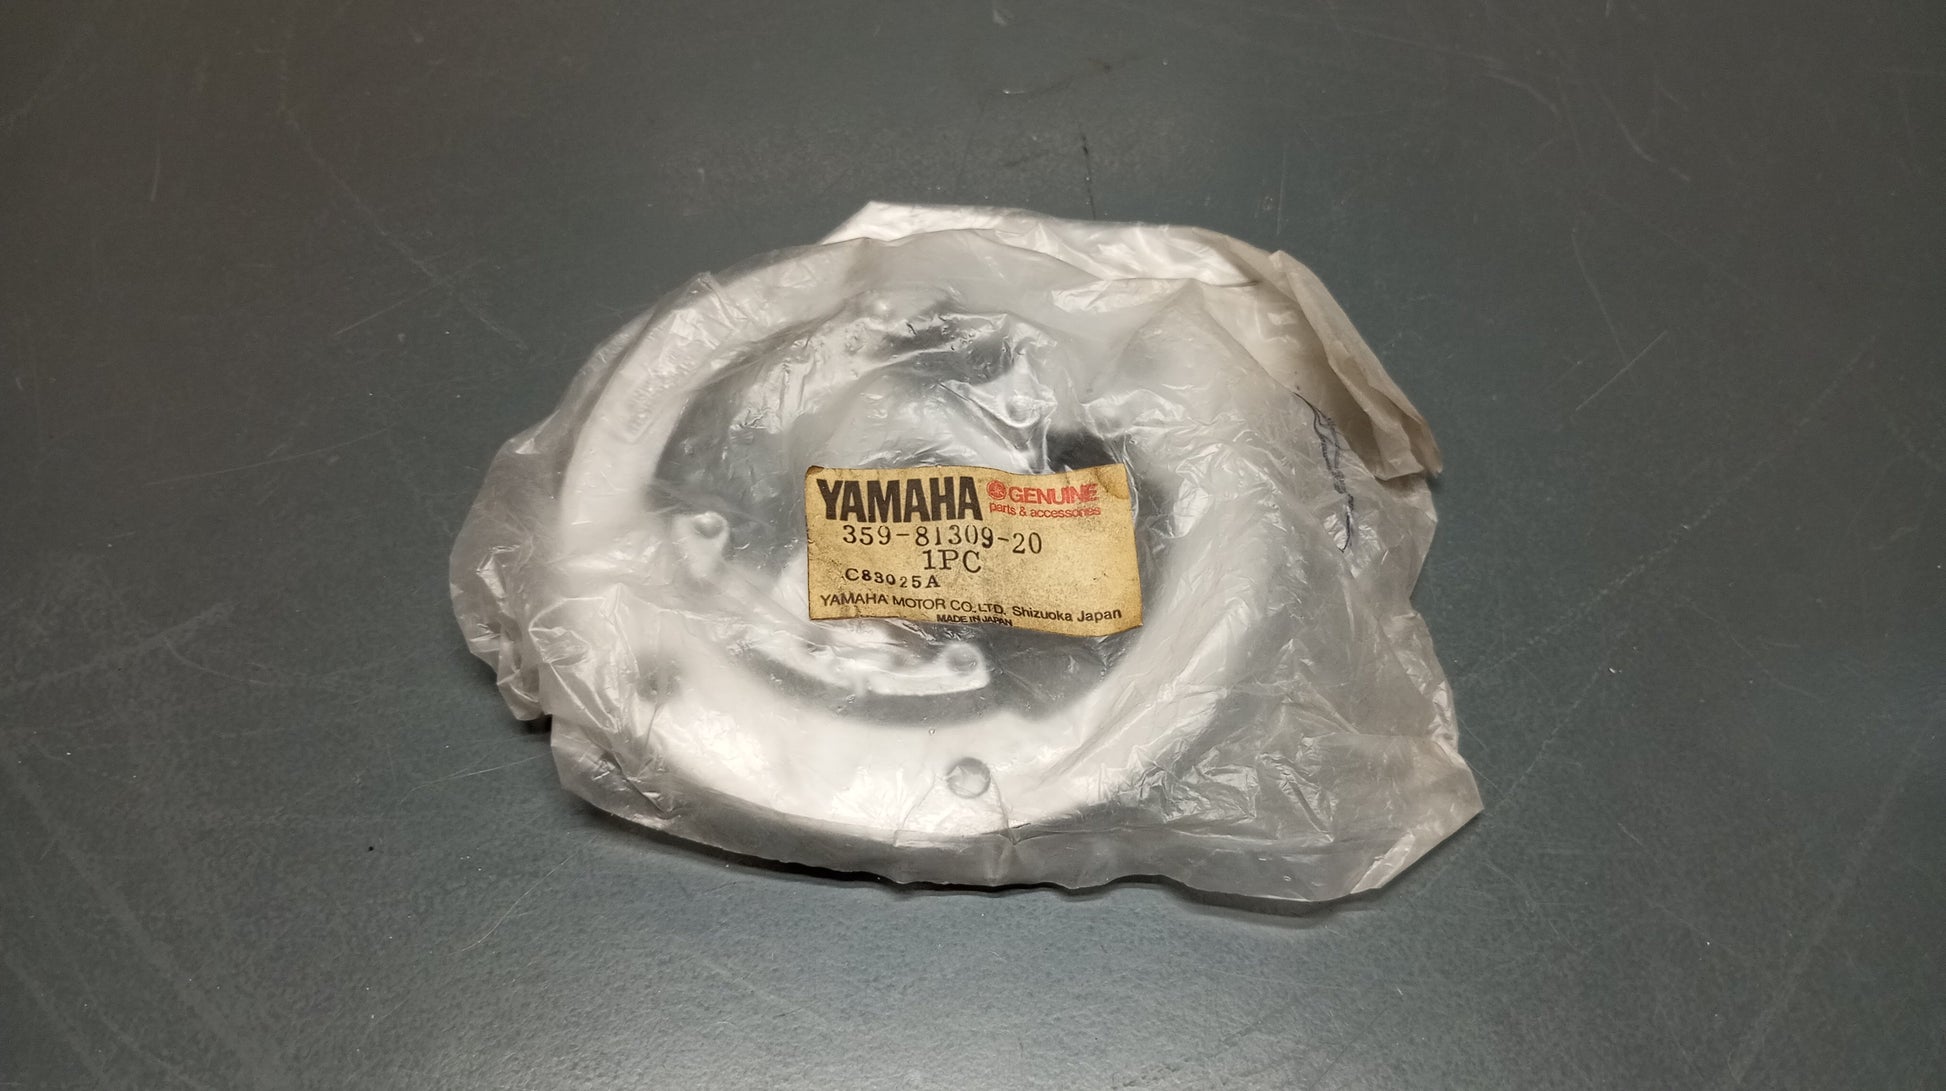 YAMAHA GENUINE
parts & accessories
359-81309-20
1PC
C83025A
YAMAHA MOTOR CO., LTD. Shizuoka Japan
MADE IN JAPAN